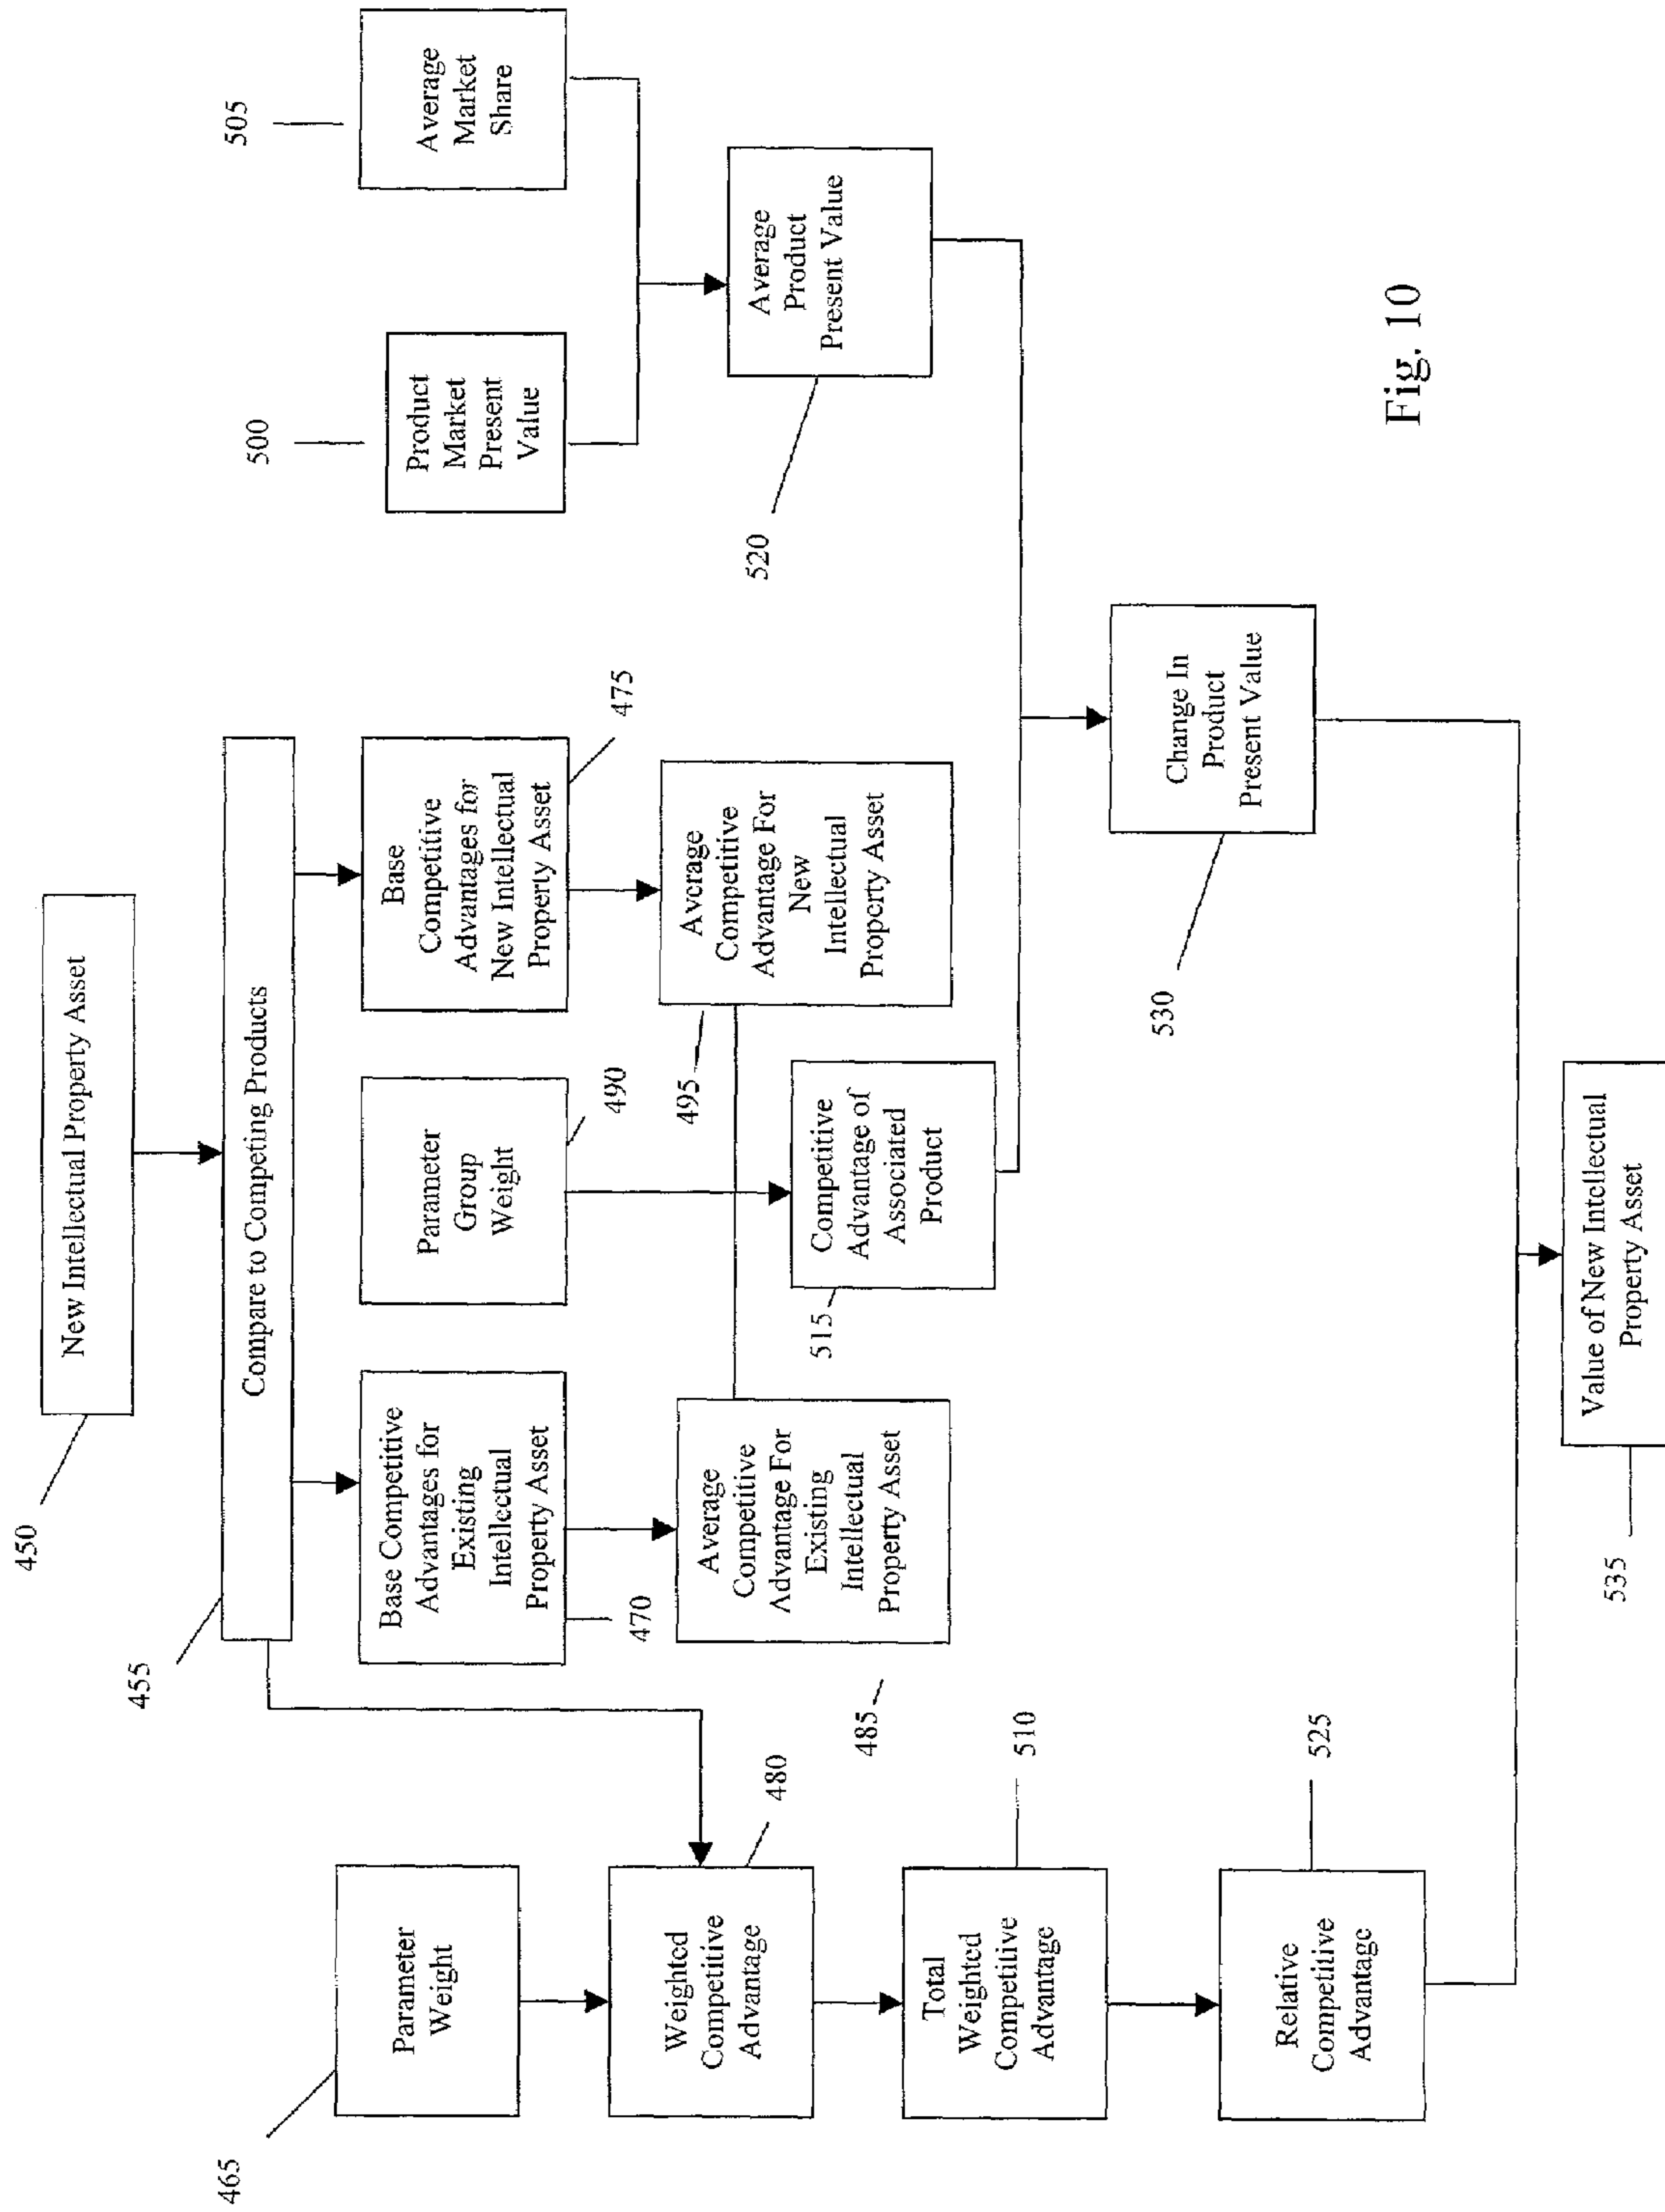 450
New Intellectual Property Asset
455
Compare to Competing Products
465
Parameter
Weight
Base Competitive
Advantages for
Existing
Intellectual
Property Asset
470
Parameter
Group
Weight
490
Base
Competitive
Advantages for
New Intellectual
Property Asset
475
500
Product
Market
Present
Value
505
Average
Market
Share
Weighted
Competitive
Advantage
480
Average
Competitive
Advantage For
Existing
Intellectual
Property Asset
485
495
Average
Competitive
Advantage For
New
Intellectual
Property Asset
515
Competitive
Advantage of
Associated
Product
520
Average
Product
Present Value
Total
Weighted
Competitive
Advantage
510
530
Change In
Product
Present Value
Relative
Competitive
Advantage
525
535
Value of New Intellectual
Property Asset
Fig. 10